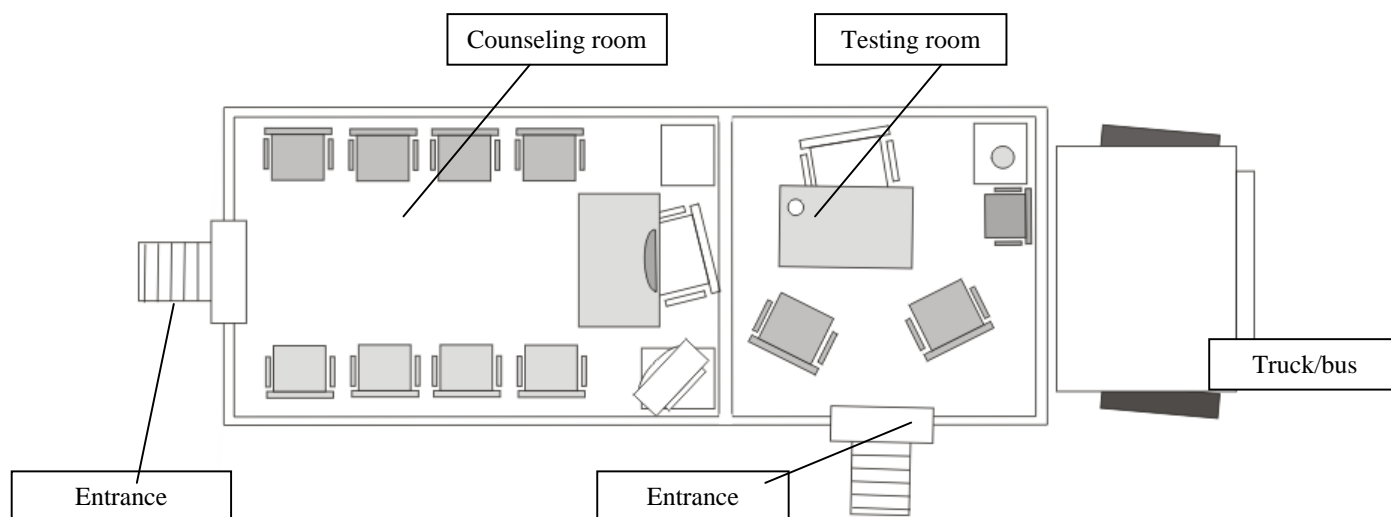 Counseling room
Testing room
Truck/bus
Entrance
Entrance